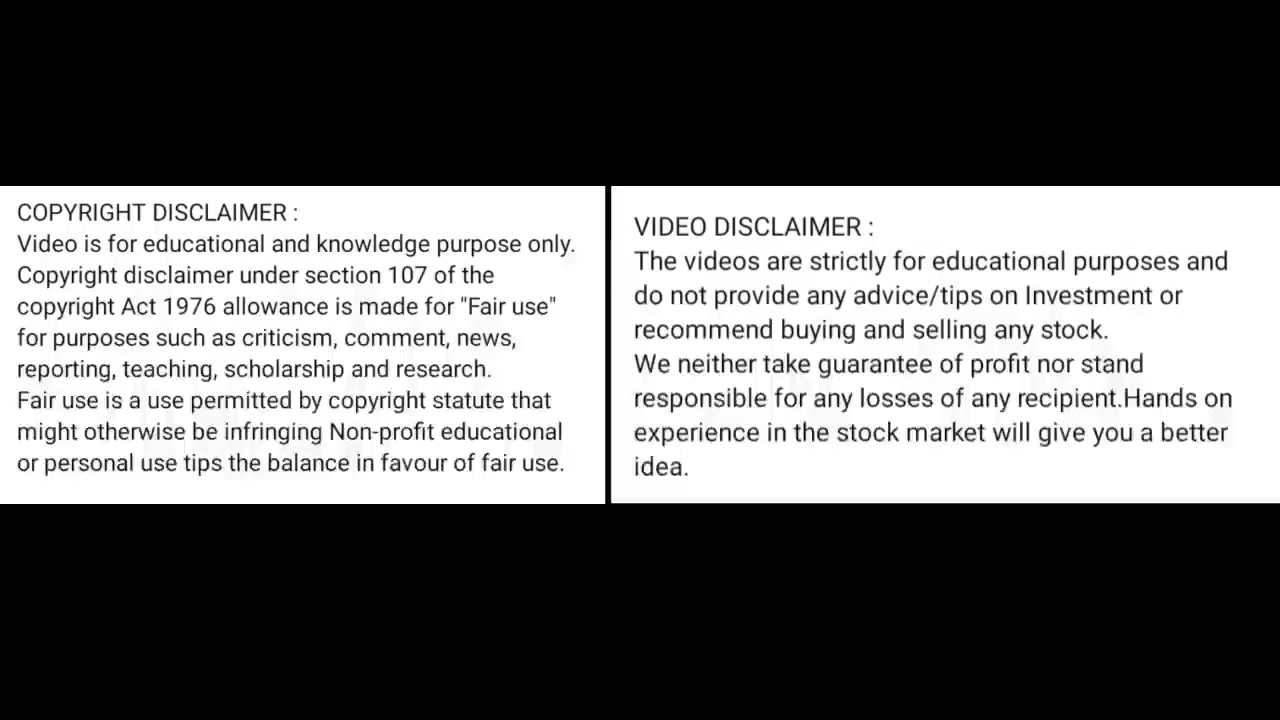 COPYRIGHT DISCLAIMER :
Video is for educational and knowledge purpose only.
Copyright disclaimer under section 107 of the
copyright Act 1976 allowance is made for "Fair use"
for purposes such as criticism, comment, news,
reporting, teaching, scholarship and research.
Fair use is a use permitted by copyright statute that
might otherwise be infringing Non-profit educational
or personal use tips the balance in favour of fair use.
VIDEO DISCLAIMER :
The videos are strictly for educational purposes and
do not provide any advice/tips on Investment or
recommend buying and selling any stock.
We neither take guarantee of profit nor stand
responsible for any losses of any recipient.Hands on
experience in the stock market will give you a better
idea.